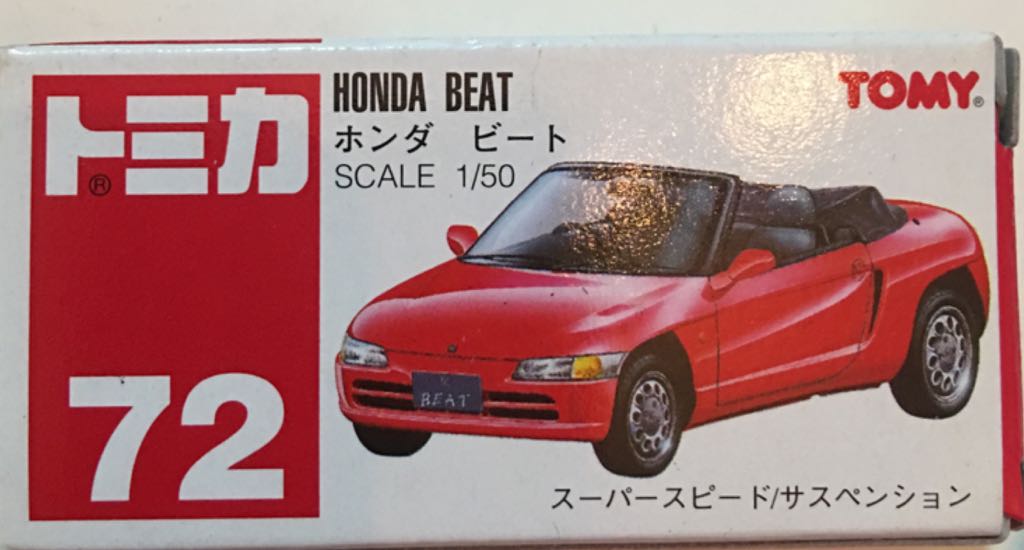 トミカ®
72
HONDA BEAT
ホンダ ビート
SCALE 1/50
TOMY®
BEAT
スーパースピード/サスペンション